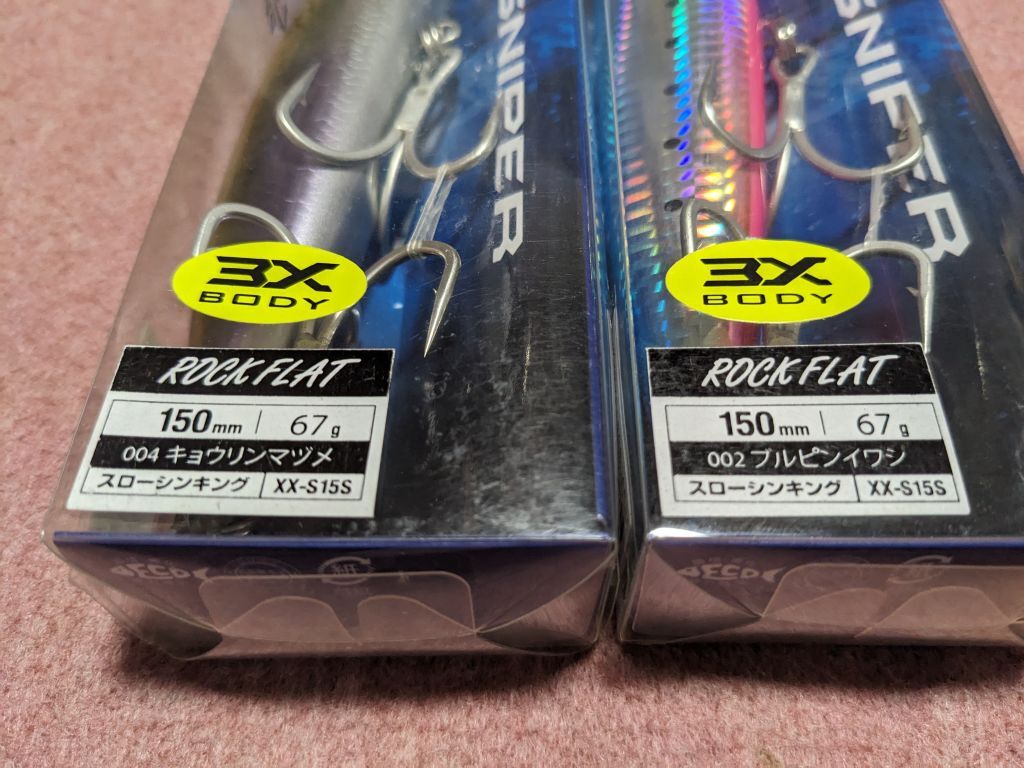 SNIPER
3X
BODY
ROCK FLAT
150mm 67g
004 キョウリンマヅメ
スローシンキング XX-S15S
SNIPER
3X
BODY
ROCK FLAT
150mm 67g
002 ブルピンイワシ
スローシンキング XX-S15S